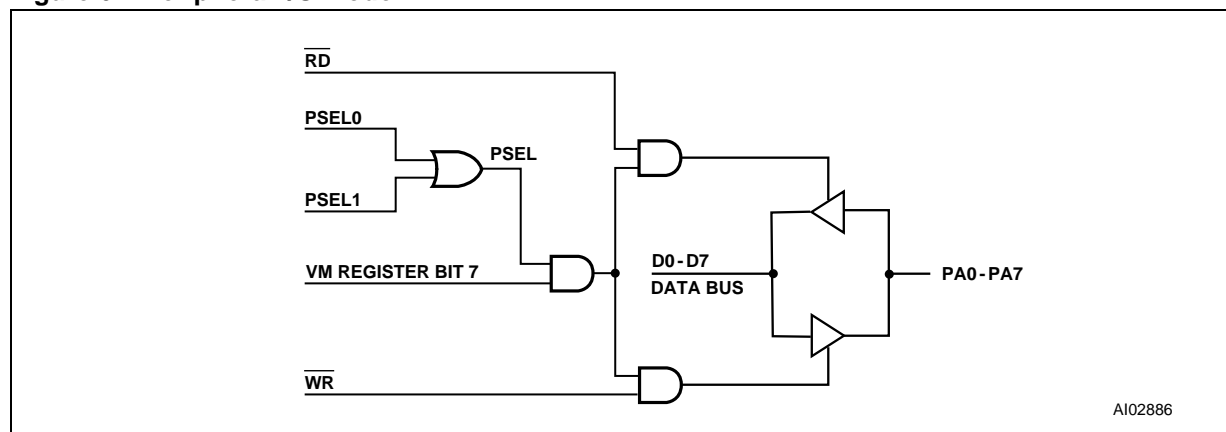 RD
PSEL0
PSEL
PSEL1
VM REGISTER BIT 7
D0-D7
DATA BUS
PA0-PA7
WR
AI02886